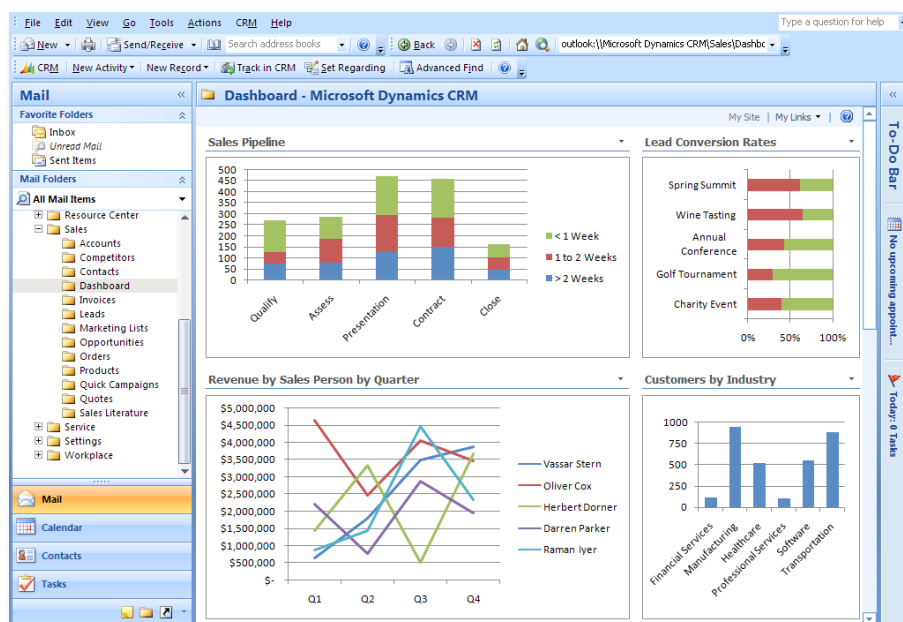 File Edit View Go Tools Actions CRM Help Type a question for help
New Send/Receive Search address books Back outlook:\\Microsoft Dynamics CRM\Sales\Dashbc
CRM New Activity New Record Track in CRM Set Regarding Advanced Find
Mail
Favorite Folders
Inbox
Unread Mail
Sent Items
Mail Folders
All Mail Items
Resource Center
Sales
Accounts
Competitors
Contacts
Dashboard
Invoices
Leads
Marketing Lists
Opportunities
Orders
Products
Quick Campaigns
Quotes
Sales Literature
Service
Settings
Workplace
Mail
Calendar
Contacts
Tasks
Dashboard - Microsoft Dynamics CRM
My Site | My Links |
Sales Pipeline
500
450
400
350
300
250
200
150
100
50
0
Qualify
Assess
Presentation
Contract
Close
< 1 Week
1 to 2 Weeks
> 2 Weeks
Lead Conversion Rates
Spring Summit
Wine Tasting
Annual
Conference
Golf Tournament
Charity Event
0% 50% 100%
Revenue by Sales Person by Quarter
$5,000,000
$4,500,000
$4,000,000
$3,500,000
$3,000,000
$2,500,000
$2,000,000
$1,500,000
$1,000,000
$500,000
$-
Q1 Q2 Q3 Q4
Vassar Stern
Oliver Cox
Herbert Dorner
Darren Parker
Raman Iyer
Customers by Industry
1000
750
500
250
0
Financial Services
Manufacturing
Healthcare
Professional Services
Software
Transportation
To-Do Bar
No upcoming appoint...
Today: 0 Tasks